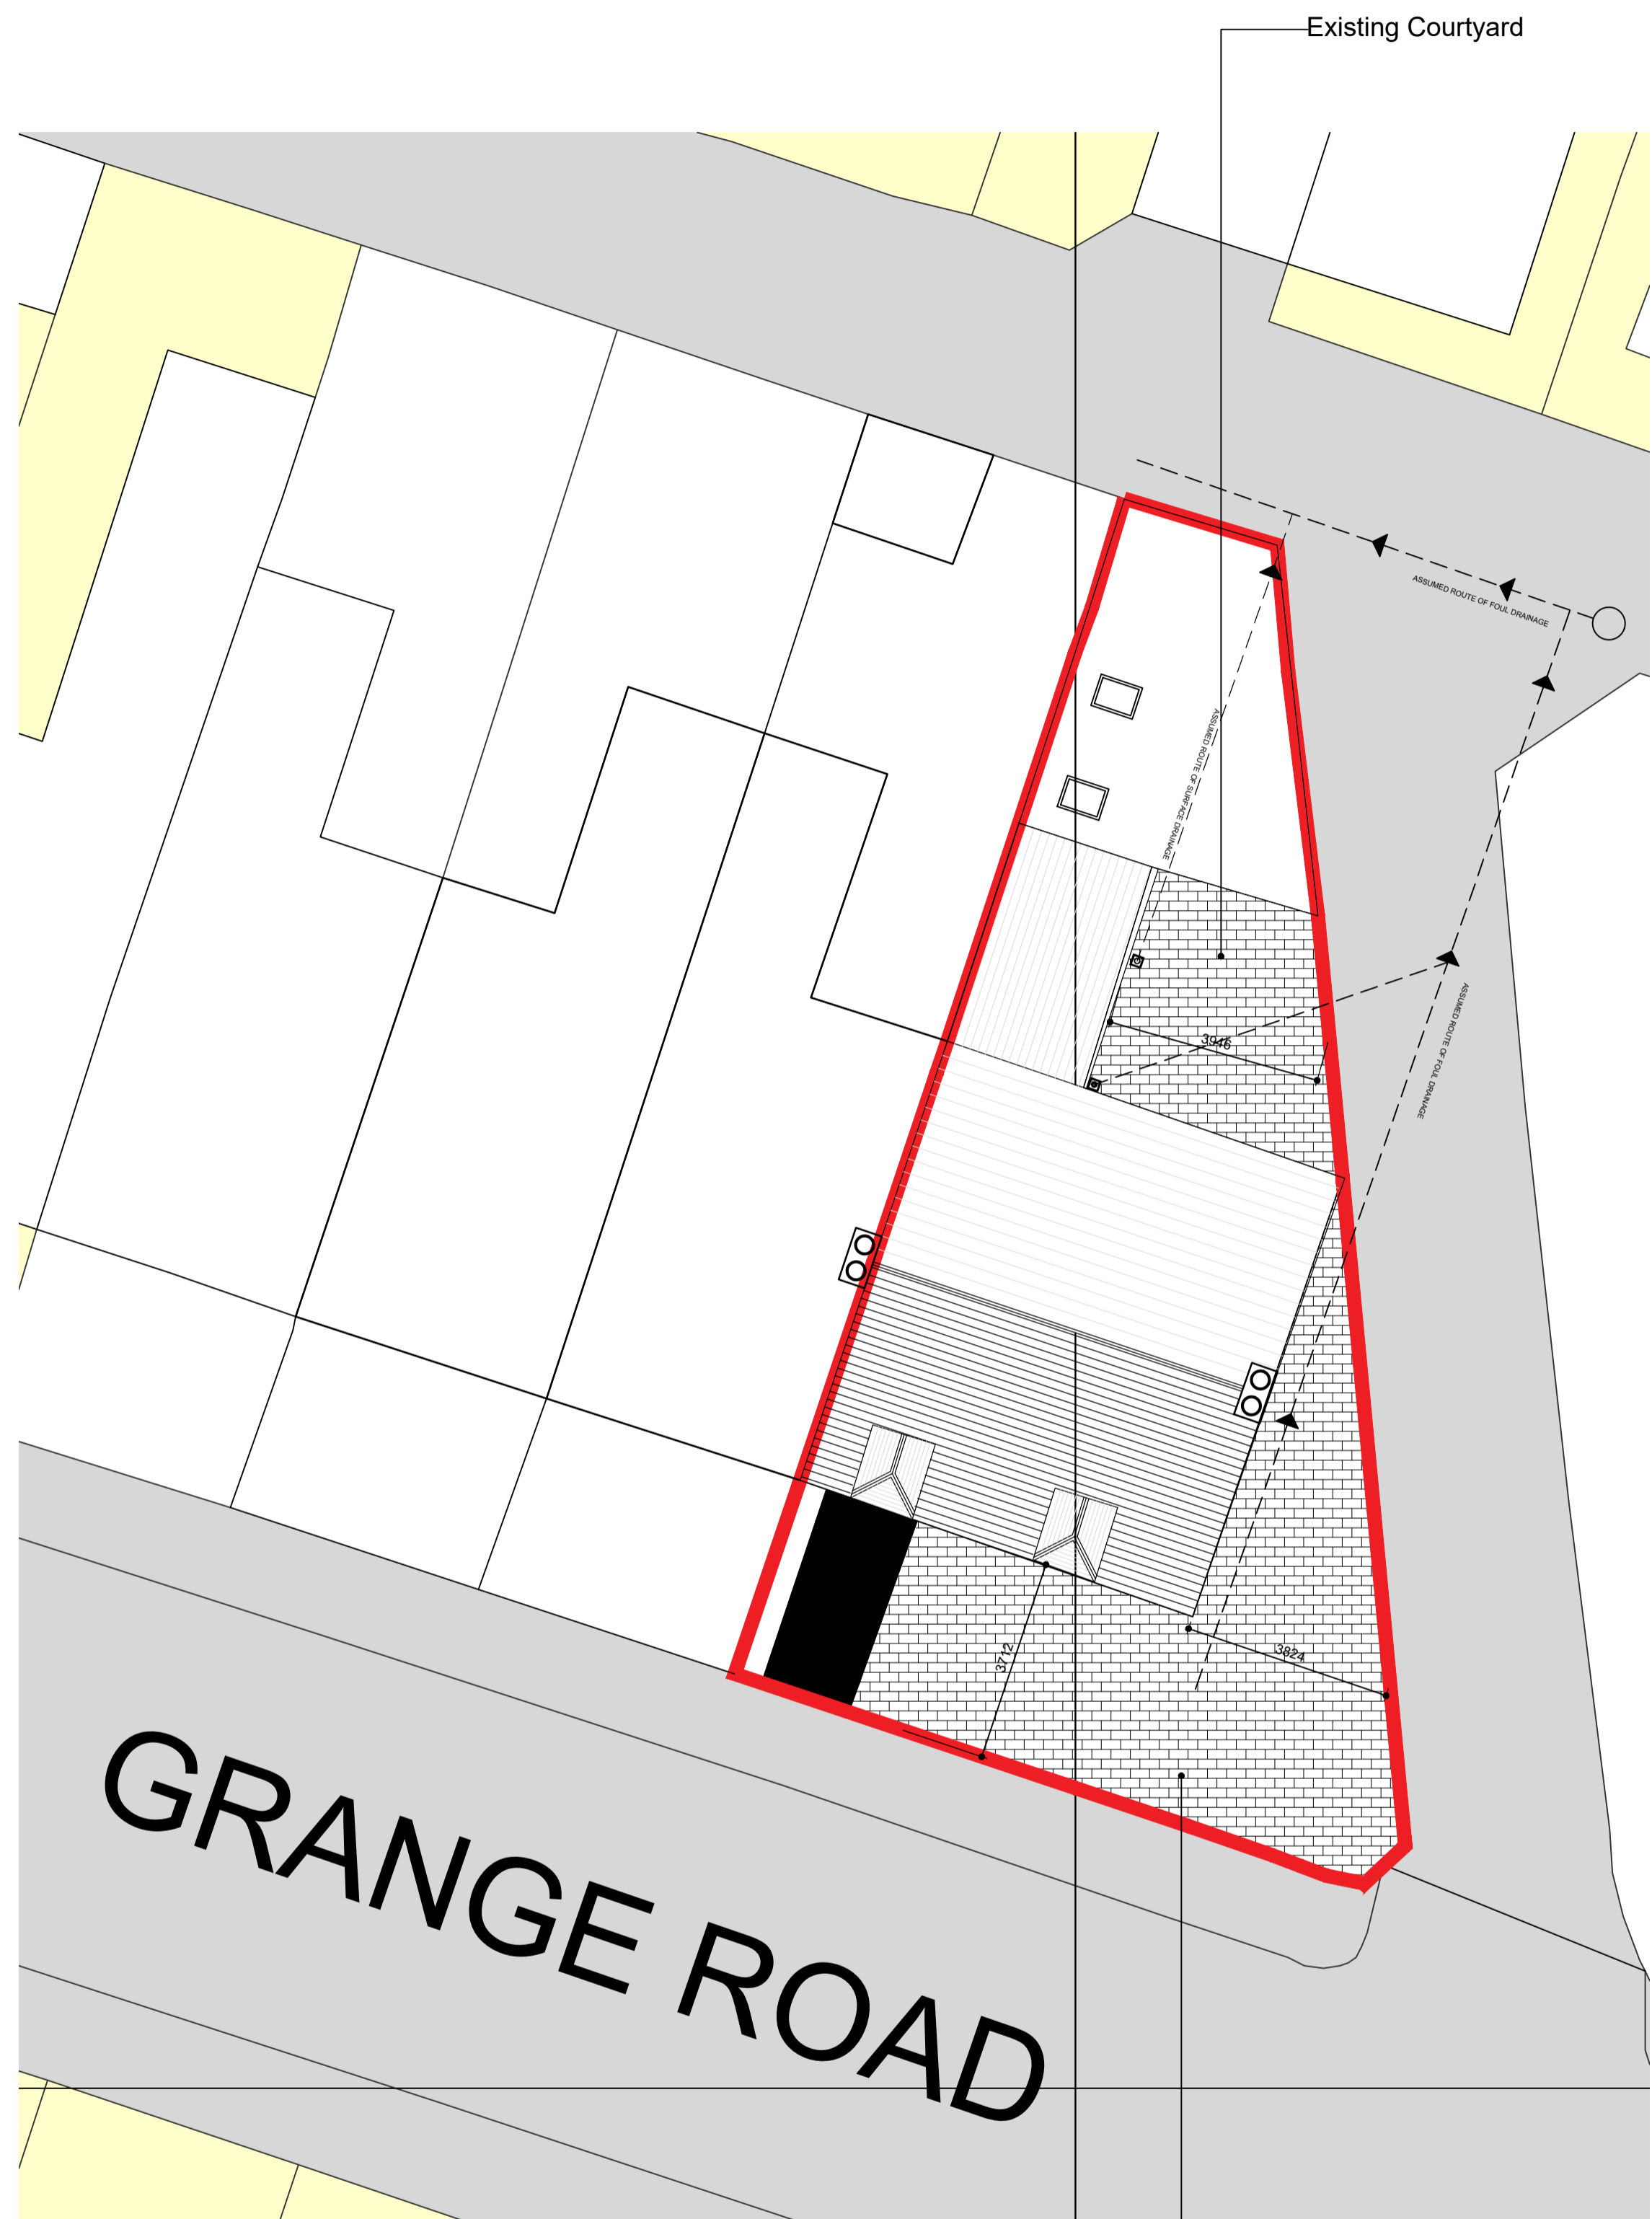 Existing Courtyard
ASSUMED ROUTE OF FOUL DRAINAGE
ASSUMED ROUTE OF SURFACE DRAINAGE
3946
ASSUMED ROUTE OF FOUL DRAINAGE
3712
3824
GRANGE ROAD